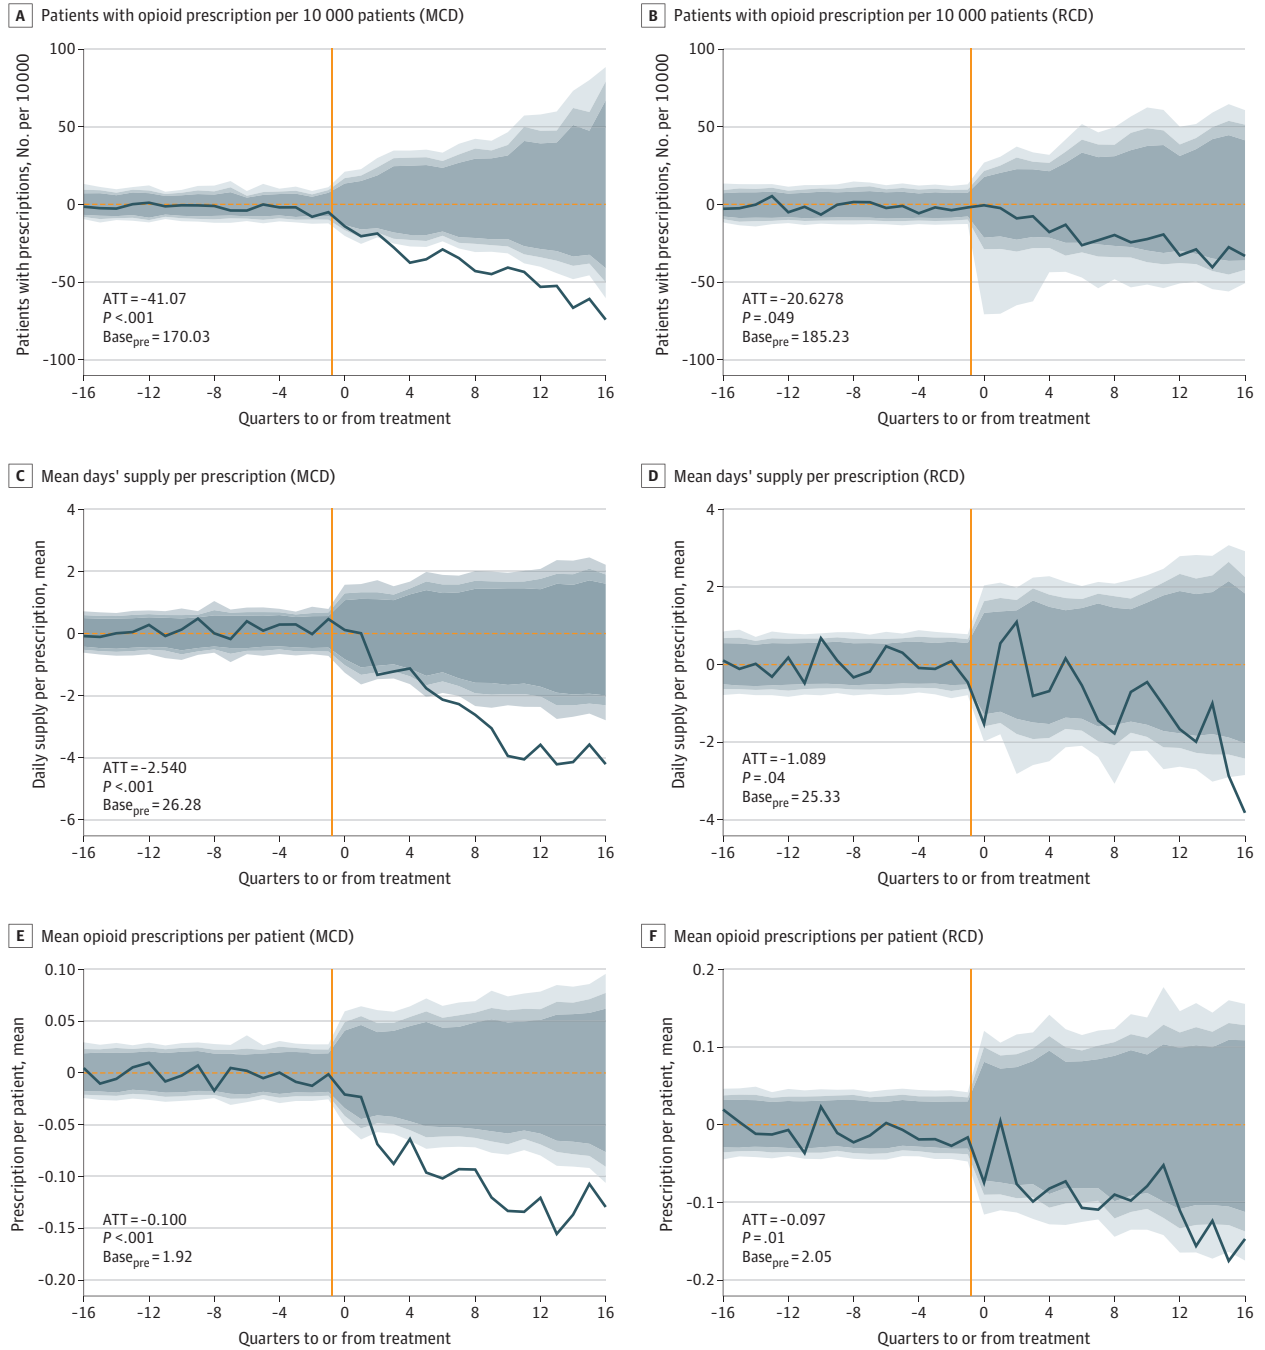 A Patients with opioid prescription per 10 000 patients (MCD)
Patients with prescriptions, No. per 10 000
100
50
0
-50
-100
ATT = -41.07
P <.001
Basepre = 170.03
-16 -12 -8 -4 0 4 8 12 16
Quarters to or from treatment
B Patients with opioid prescription per 10 000 patients (RCD)
Patients with prescriptions, No. per 10 000
100
50
0
-50
-100
ATT = -20.6278
P = .049
Basepre = 185.23
-16 -12 -8 -4 0 4 8 12 16
Quarters to or from treatment
C Mean days' supply per prescription (MCD)
Daily supply per prescription, mean
4
2
0
-2
-4
-6
ATT = -2.540
P <.001
Basepre = 26.28
-16 -12 -8 -4 0 4 8 12 16
Quarters to or from treatment
D Mean days' supply per prescription (RCD)
Daily supply per prescription, mean
4
2
0
-2
-4
ATT = -1.089
P = .04
Basepre = 25.33
-16 -12 -8 -4 0 4 8 12 16
Quarters to or from treatment
E Mean opioid prescriptions per patient (MCD)
Prescription per patient, mean
0.10
0.05
0
-0.05
-0.10
-0.15
-0.20
ATT = -0.100
P <.001
Basepre = 1.92
-16 -12 -8 -4 0 4 8 12 16
Quarters to or from treatment
F Mean opioid prescriptions per patient (RCD)
Prescription per patient, mean
0.2
0.1
0
-0.1
-0.2
ATT = -0.097
P = .01
Basepre = 2.05
-16 -12 -8 -4 0 4 8 12 16
Quarters to or from treatment